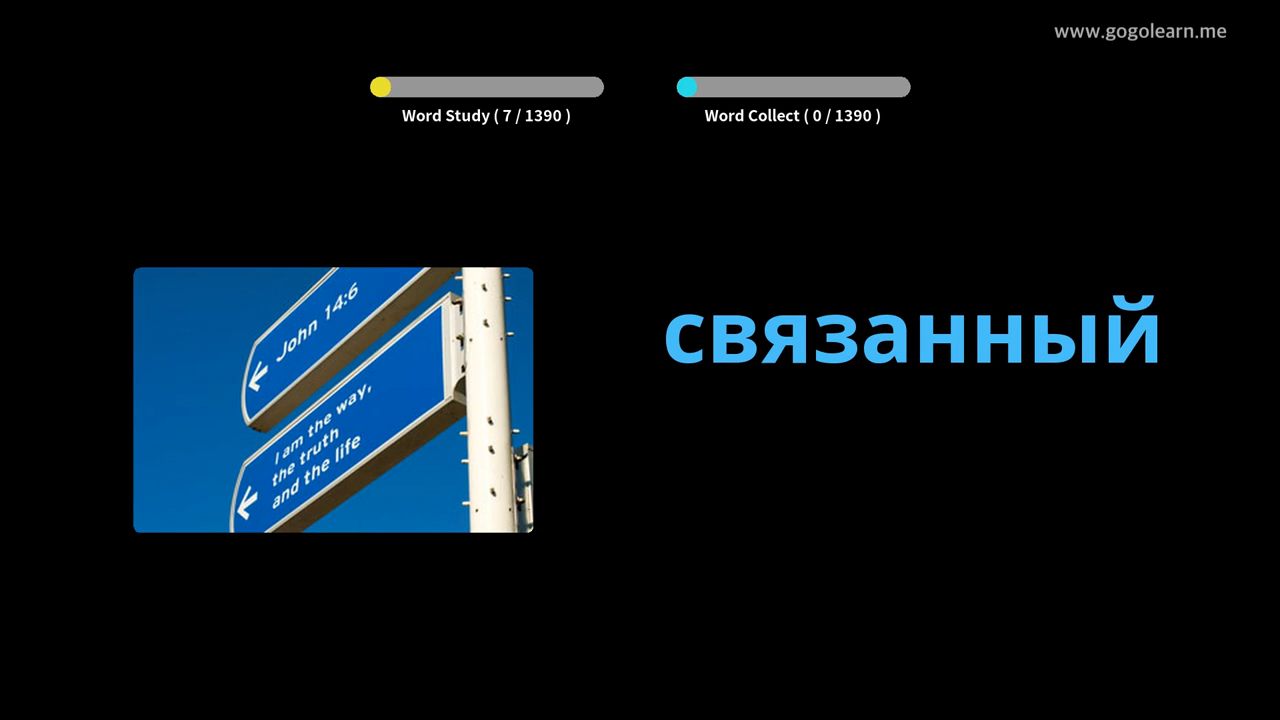 www.gogolearn.me
Word Study ( 7 / 1390 )
Word Collect ( 0 / 1390 )
John 14:6
I am the way,
the truth
and the life
связанный